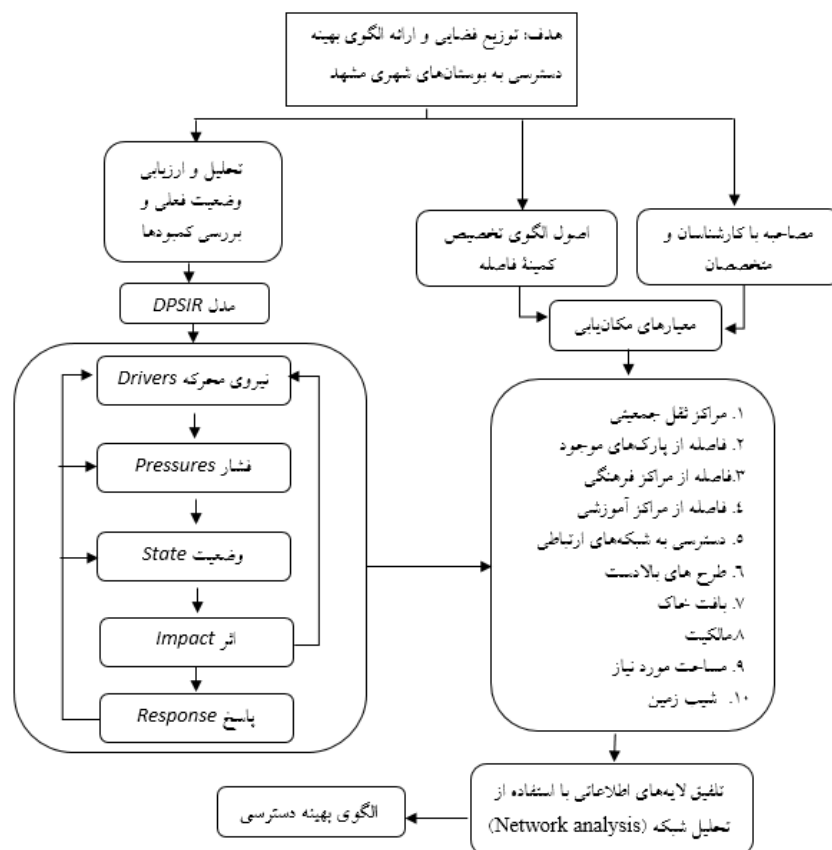 هدف: توزیع فضایی و ارائه الگوی بهینه
دسترسی به بوستان‌های شهری مشهد
تحلیل و ارزیابی
وضعیت فعلی و
بررسی کمبودها
اصول الگوی تخصیص
کمینۀ فاصله
مصاحبه با کارشناسان و
متخصصان
مدل DPSIR
معیارهای مکان‌یابی
نیروی محرکه Drivers
فشار Pressures
وضعیت State
اثر Impact
پاسخ Response
۱. مراکز ثقل جمعیتی
۲. فاصله از پارک‌های موجود
۳.فاصله از مراکز فرهنگی
۴. فاصله از مراکز آموزشی
۵. دسترسی به شبکه‌های ارتباطی
۶. طرح های بالادست
۷. بافت خاک
۸.مالکیت
۹. مساحت مورد نیاز
۱۰. شیب زمین
تلفیق لایه‌های اطلاعاتی با استفاده از
تحلیل شبکه (Network analysis)
الگوی بهینه دسترسی